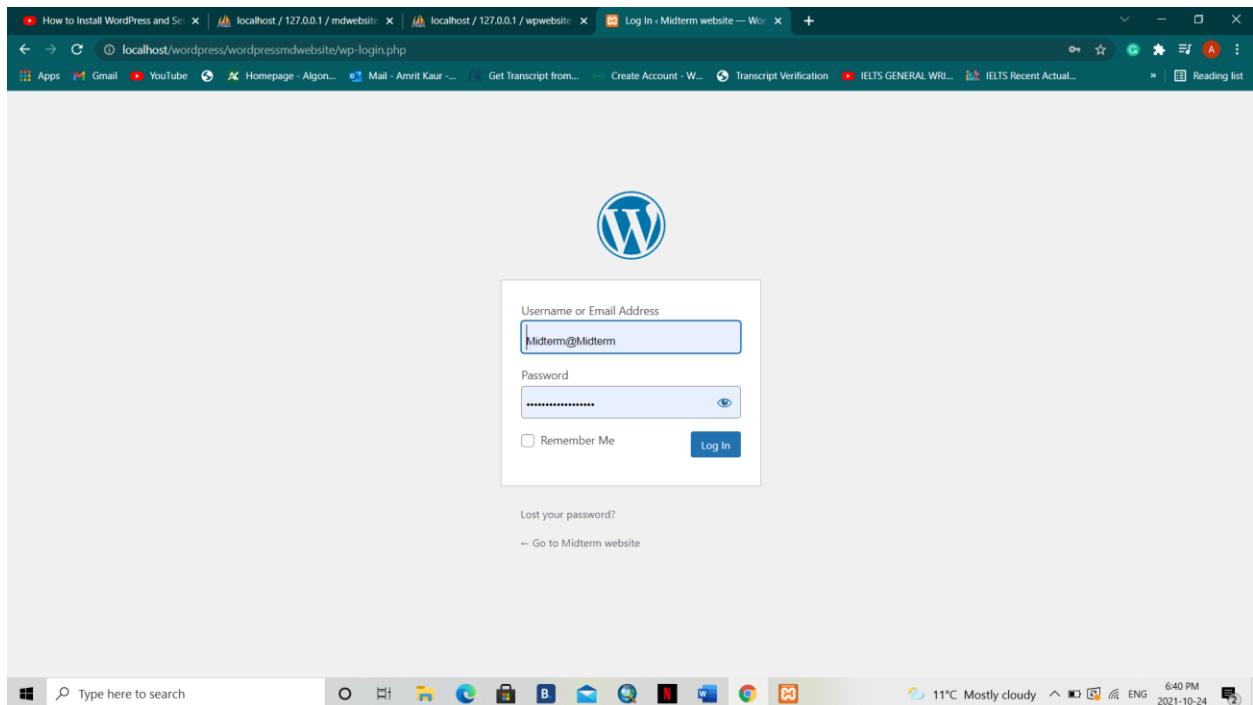 How to Install WordPress and Se
localhost / 127.0.0.1 / mdwebsite
localhost / 127.0.0.1 / wpwebsite
Log In ‹ Midterm website — Wor
localhost/wordpress/wordpressmdwebsite/wp-login.php
A
Apps
Gmail
YouTube
Homepage - Algon...
Mail - Amrit Kaur -...
Get Transcript from...
Create Account - W...
Transcript Verification
IELTS GENERAL WRI...
IELTS Recent Actual...
»
Reading list
Username or Email Address
Midterm@Midterm
Password
Remember Me
Log In
Lost your password?
← Go to Midterm website
Type here to search
11°C Mostly cloudy
ENG
6:40 PM
2021-10-24
2